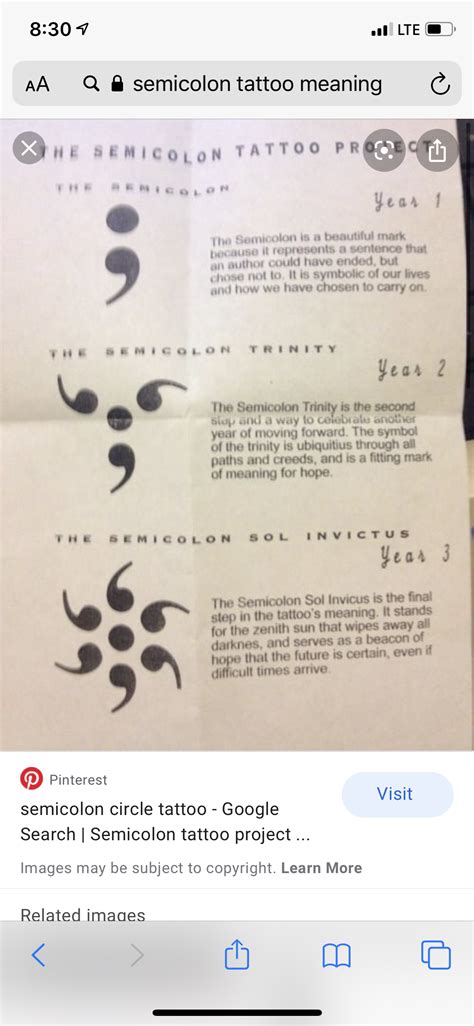 8:30
LTE
AA
semicolon tattoo meaning
THE SEMICOLON TATTOO PROJECT
THE SEMICOLON
Year 1
The Semicolon is a beautiful mark
because it represents a sentence that
an author could have ended, but
chose not to. It is symbolic of our lives
and how we have chosen to carry on.
THE SEMICOLON TRINITY
Year 2
The Semicolon Trinity is the second
step and a way to celebrate another
year of moving forward. The symbol
of the trinity is ubiquitius through all
paths and creeds, and is a fitting mark
of meaning for hope.
THE SEMICOLON SOL INVICTUS
Year 3
The Semicolon Sol Invicus is the final
step in the tattoo's meaning. It stands
for the zenith sun that wipes away all
darknes, and serves as a beacon of
hope that the future is certain, even if
difficult times arrive.
Pinterest
Visit
semicolon circle tattoo - Google
Search | Semicolon tattoo project ...
Images may be subject to copyright. Learn More
Related images